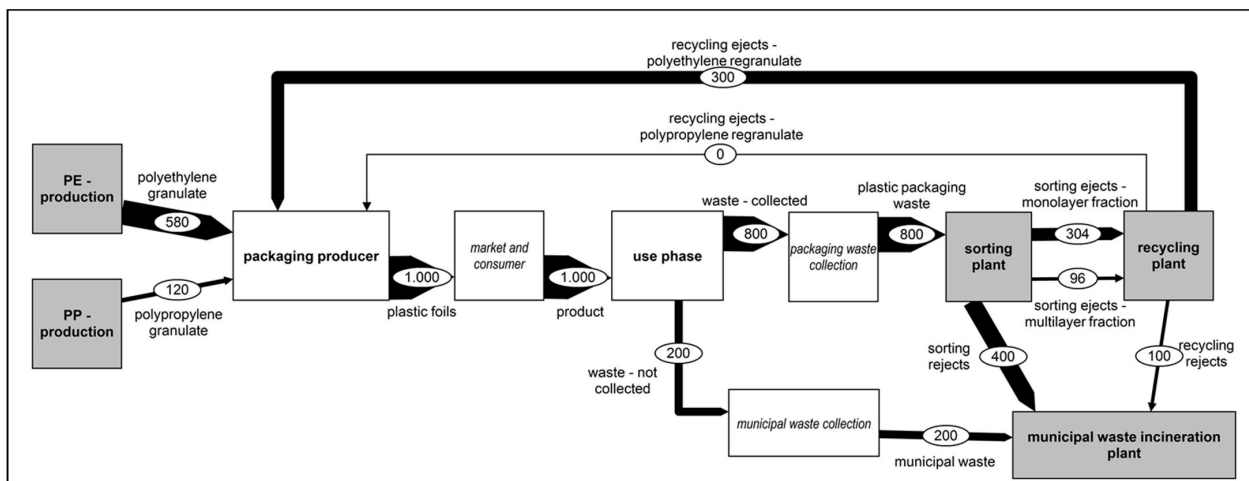 recycling ejects -
polyethylene regranulate
300
recycling ejects -
polypropylene regranulate
0
PE -
production
polyethylene
granulate
580
PP -
production
120
polypropylene
granulate
packaging producer
1.000
plastic foils
market and
consumer
1.000
product
use phase
waste - collected
800
packaging waste
collection
plastic packaging
waste
800
sorting
plant
sorting ejects -
monolayer fraction
304
96
sorting ejects -
multilayer fraction
recycling
plant
200
waste - not
collected
municipal waste collection
200
municipal waste
sorting
rejects
400
100
recycling
rejects
municipal waste incineration
plant